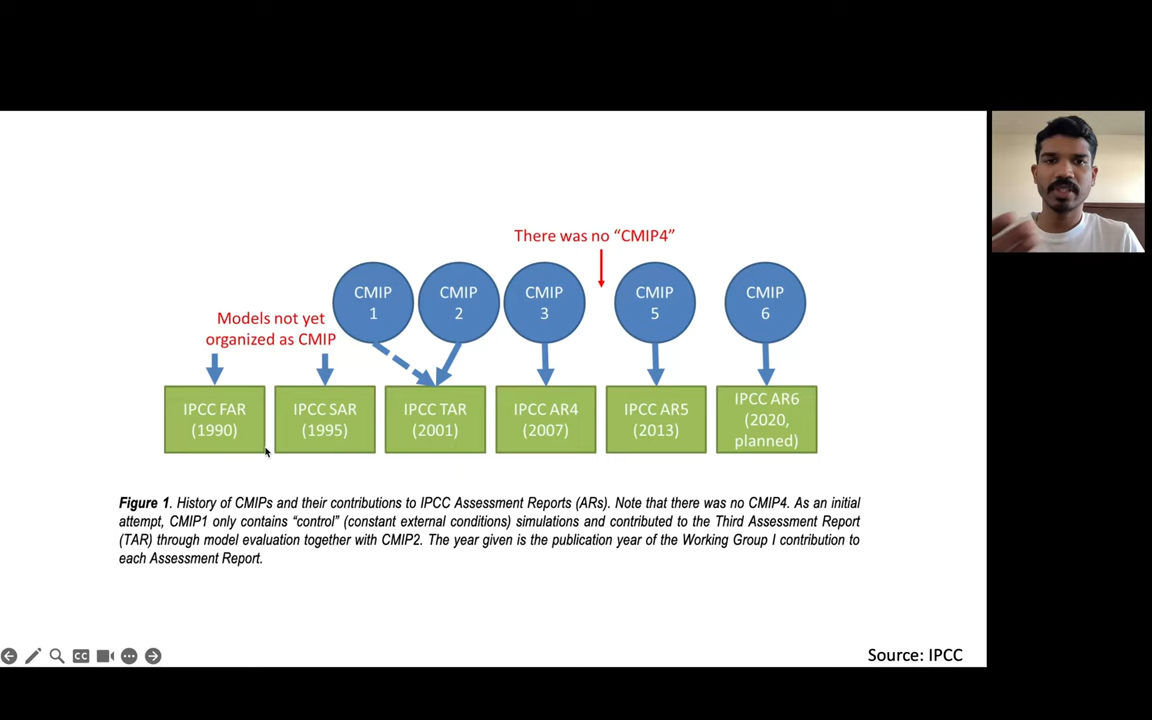 There was no “CMIP4”
CMIP
1
CMIP
2
CMIP
3
CMIP
5
CMIP
6
Models not yet
organized as CMIP
IPCC FAR
(1990)
IPCC SAR
(1995)
IPCC TAR
(2001)
IPCC AR4
(2007)
IPCC AR5
(2013)
IPCC AR6
(2020,
planned)
Figure 1. History of CMIPs and their contributions to IPCC Assessment Reports (ARs). Note that there was no CMIP4. As an initial
attempt, CMIP1 only contains “control” (constant external conditions) simulations and contributed to the Third Assessment Report
(TAR) through model evaluation together with CMIP2. The year given is the publication year of the Working Group I contribution to
each Assessment Report.
CC
Source: IPCC